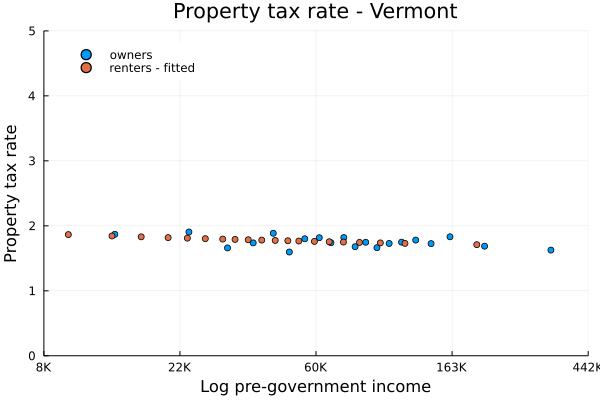 Property tax rate - Vermont
owners
renters - fitted
Property tax rate
5
4
3
2
1
0
8K
22K
60K
163K
442K
Log pre-government income